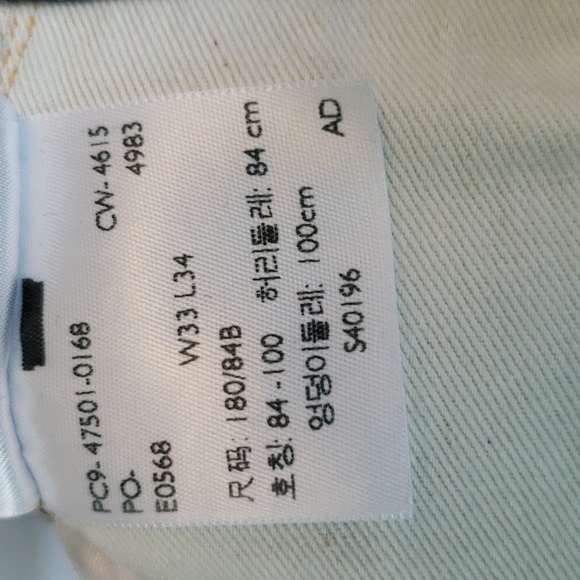 PC9-47501-0168 CW-4615
PO- 4983
E0568
W33 L34
尺码: 180/84B
호칭: 84-100 허리둘레: 84 cm
엉덩이둘레: 100cm
S40196 AD